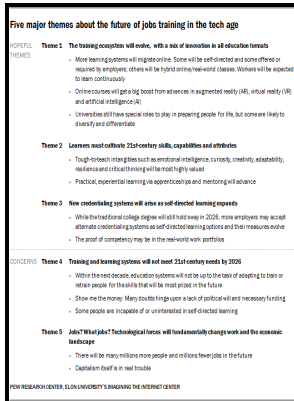 Five major themes about the future of jobs training in the tech age
HOPEFUL THEMES
Theme 1 The training ecosystem will evolve, with a mix of innovation in all education formats
• More learning systems will migrate online. Some will be self-directed and some offered or
required by employers; others will be hybrid online/real-world classes. Workers will be expected
to learn continuously
• Online courses will get a big boost from advances in augmented reality (AR), virtual reality (VR)
and artificial intelligence (AI)
• Universities still have special roles to play in preparing people for life, but some are likely to
diversify and differentiate
Theme 2 Learners must cultivate 21st-century skills, capabilities and attributes
• Tough-to-teach intangibles such as emotional intelligence, curiosity, creativity, adaptability,
resilience and critical thinking will be most highly valued
• Practical, experiential learning via apprenticeships and mentoring will advance
Theme 3 New credentialing systems will arise as self-directed learning expands
• While the traditional college degree will still hold sway in 2026, more employers may accept
alternate credentialing systems as self-directed learning options and their measures evolve
• The proof of competency may be in the real-world work portfolios
CONCERNS
Theme 4 Training and learning systems will not meet 21st-century needs by 2026
• Within the next decade, education systems will not be up to the task of adapting to train or
retrain people for the skills that will be most prized in the future
• Show me the money: Many doubts hinge upon a lack of political will and necessary funding
• Some people are incapable of or uninterested in self-directed learning
Theme 5 Jobs? What jobs? Technological forces will fundamentally change work and the economic
landscape
• There will be many millions more people and millions fewer jobs in the future
• Capitalism itself is in real trouble
PEW RESEARCH CENTER, ELON UNIVERSITY'S IMAGINING THE INTERNET CENTER